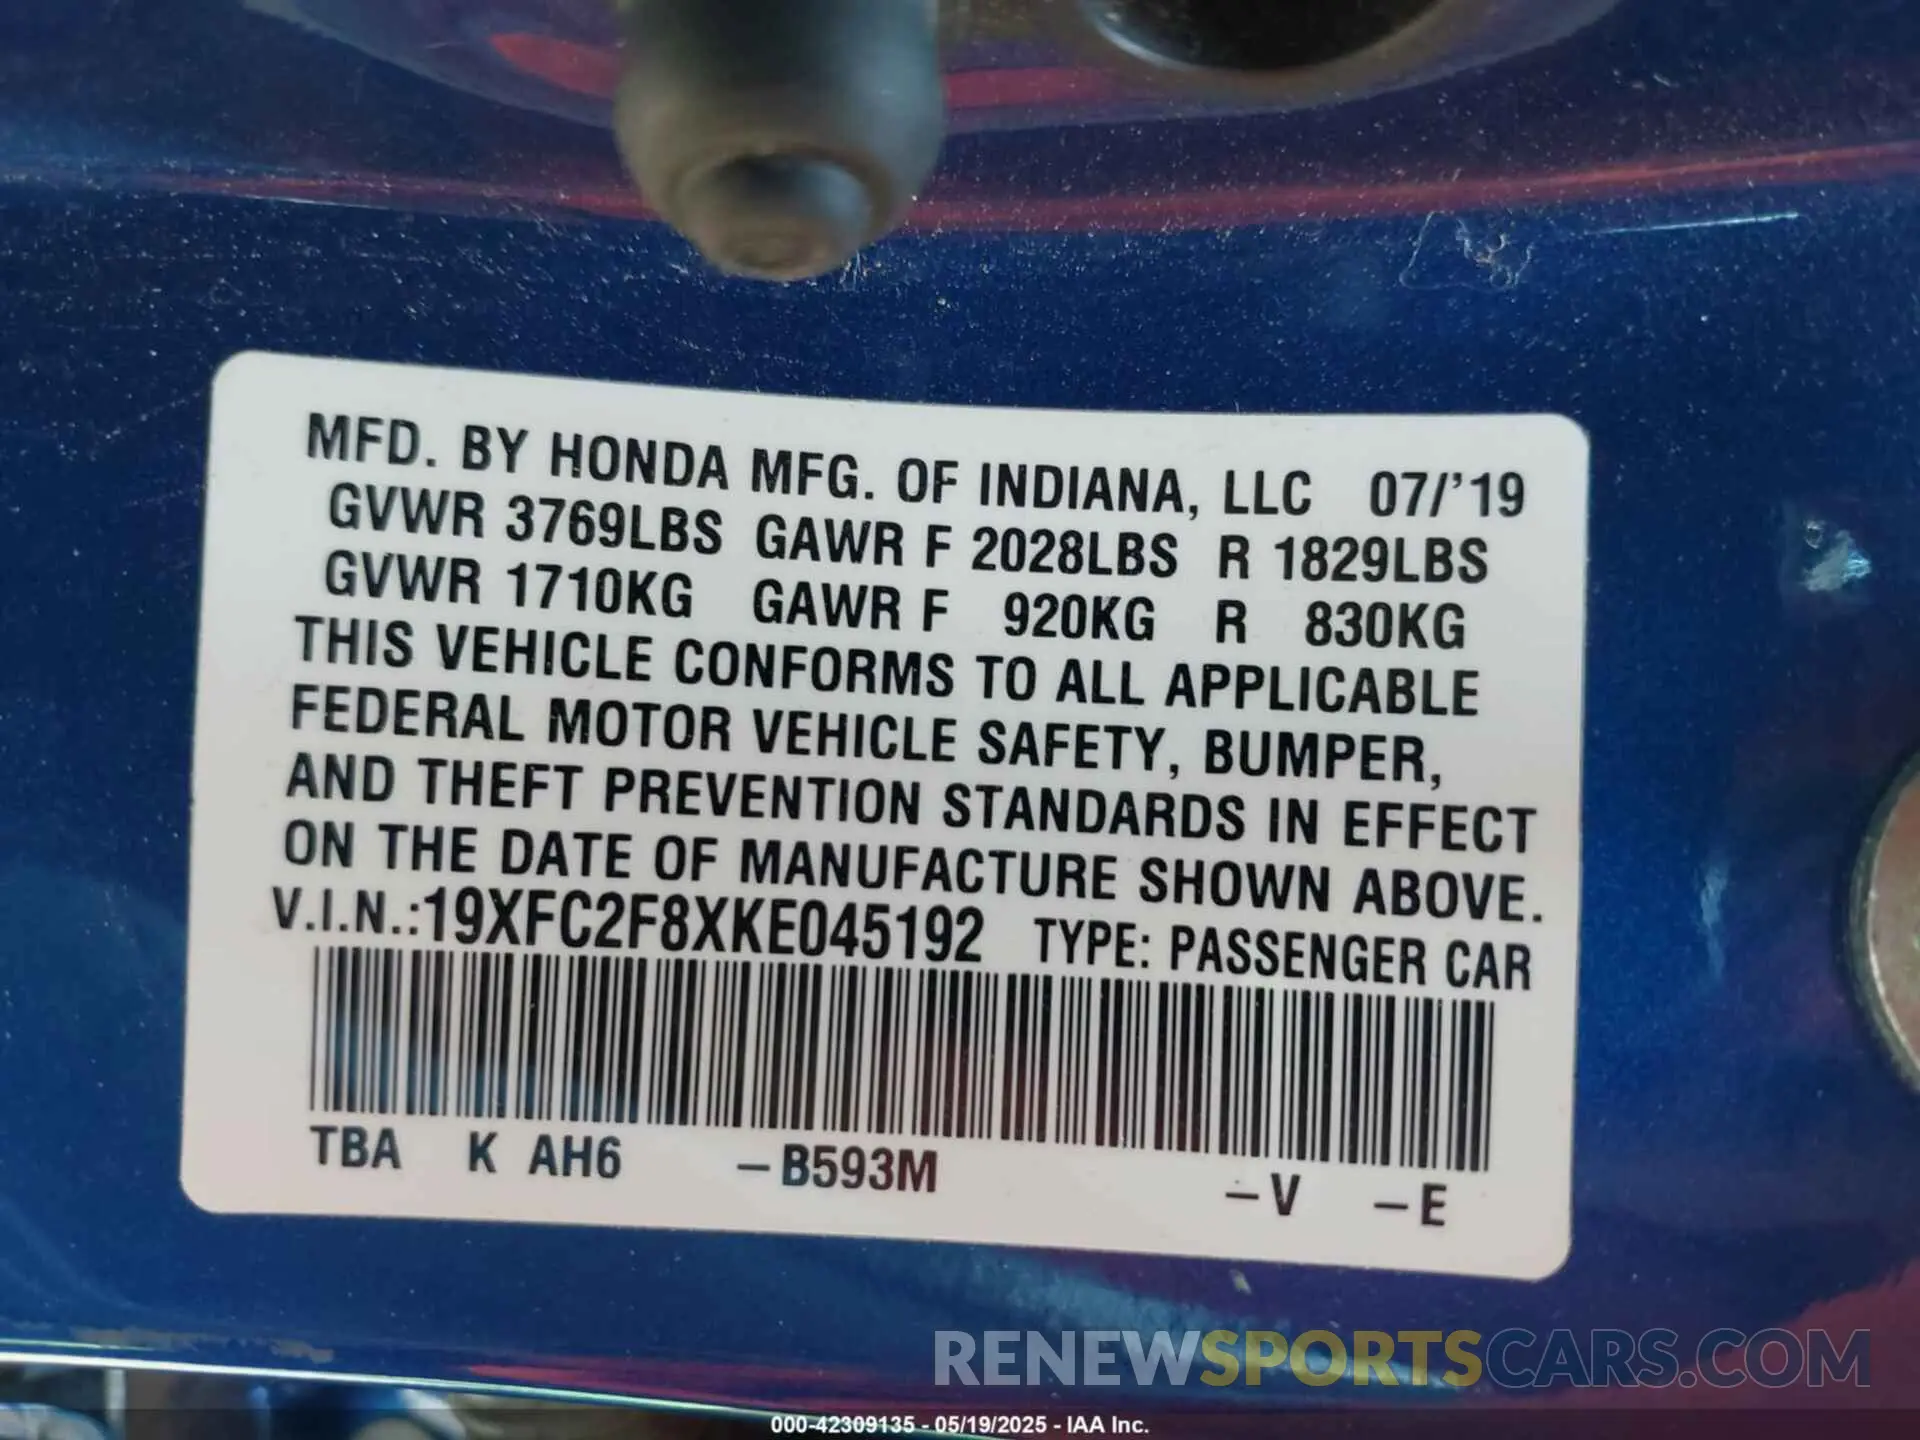 MFD. BY HONDA MFG. OF INDIANA, LLC 07/'19
GVWR 3769LBS GAWR F 2028LBS R 1829LBS
GVWR 1710KG GAWR F 920KG R 830KG
THIS VEHICLE CONFORMS TO ALL APPLICABLE
FEDERAL MOTOR VEHICLE SAFETY, BUMPER,
AND THEFT PREVENTION STANDARDS IN EFFECT
ON THE DATE OF MANUFACTURE SHOWN ABOVE.
V.I.N.:19XFC2F8XKE045192 TYPE: PASSENGER CAR
TBA K AH6 –B593M –V –E
RENEWSPORTSCARS.COM
000-42309135 - 05/19/2025 - IAA Inc.